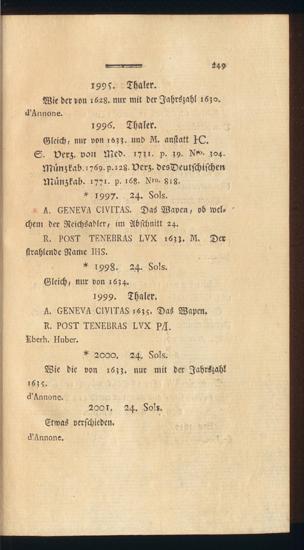 249
1995. Thaler.
Wie der von 1628. nur mit der Jahrszahl 1630.
d'Annone.
1996. Thaler.
Gleich, nur von 1633. und M. anstatt I-C.
S. Verz. von Med. 1731. p. 39. Nro. 304.
Münzkab. 1769. p. 128. Verz. des Deutschischen
Münzkab. 1771. p. 168. Nro. 818.
* 1997. 24. Sols.
A. GENEVA CIVITAS. Das Wapen, ob wel-
chem der Reichsadler, im Abschnitt 24.
R. POST TENEBRAS LVX 1633. M. Der
strahlende Name IHS.
* 1998. 24. Sols.
Gleich, nur von 1634.
1999. Thaler.
A. GENEVA CIVITAS 1635. Das Wapen.
R. POST TENEBRAS LVX P/I.
Eberh. Huber.
* 2000. 24. Sols.
Wie die von 1633. nur mit der Jahrzahl
1635.
d'Annone.
2001. 24. Sols.
Etwas verschieden.
d'Annone.